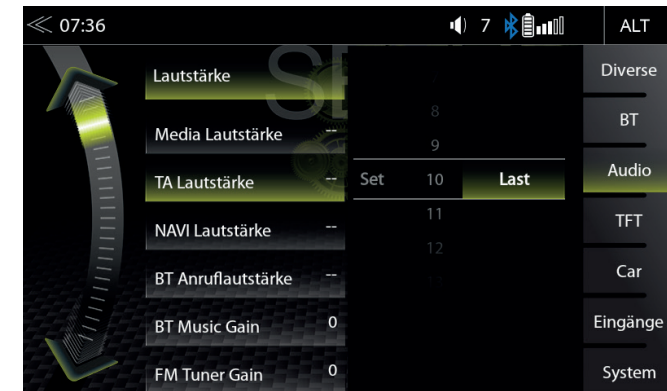 07:36
7
ALT
Lautstärke
Media Lautstärke --
TA Lautstärke --
NAVI Lautstärke --
BT Anruflautstärke --
BT Music Gain 0
FM Tuner Gain 0
7
8
9
Set 10 Last
11
12
Diverse
BT
Audio
TFT
Car
Eingänge
System